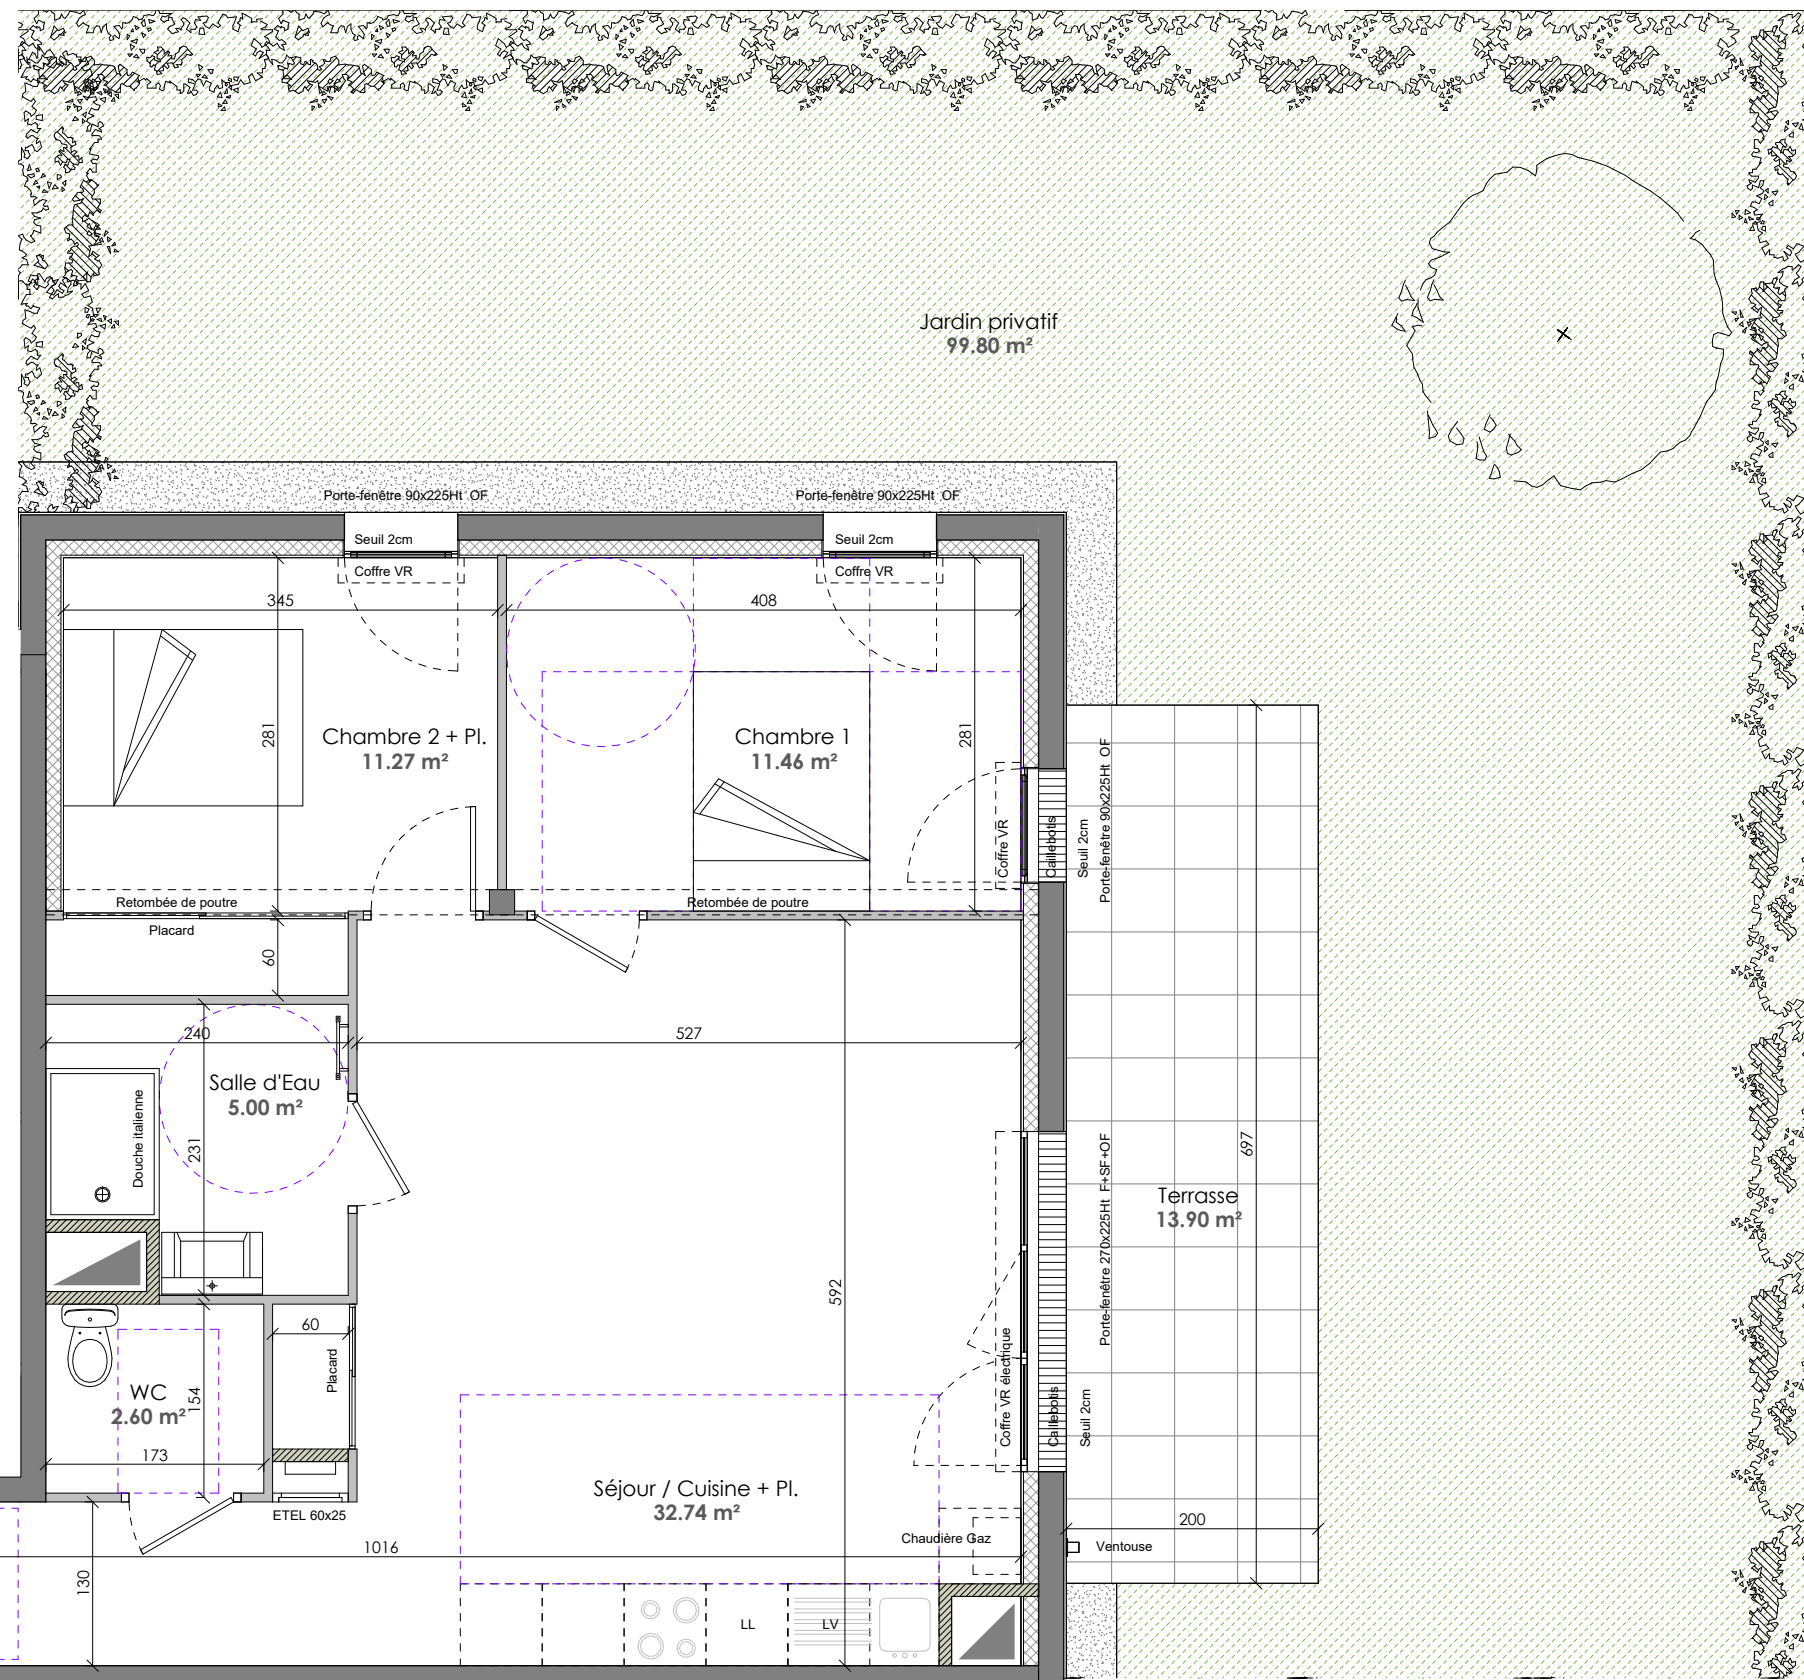 Jardin privatif
99.80 m²
Porte-fenêtre 90x225Ht OF
Porte-fenêtre 90x225Ht OF
Seuil 2cm
Seuil 2cm
Coffre VR
Coffre VR
345
408
281
281
Chambre 2 + Pl.
11.27 m²
Chambre 1
11.46 m²
Coffre VR
Caillebotis
Seuil 2cm
Porte-fenêtre 90x225Ht OF
Retombée de poutre
Retombée de poutre
Placard
60
240
527
Salle d'Eau
5.00 m²
Douche italienne
231
697
Terrasse
13.90 m²
Porte-fenêtre 270x225Ht F+SF+OF
592
60
Placard
Coffre VR électrique
Caillebotis
Seuil 2cm
WC
2.60 m²
154
173
Séjour / Cuisine + Pl.
32.74 m²
ETEL 60x25
Chaudière Gaz
200
Ventouse
1016
130
LL
LV